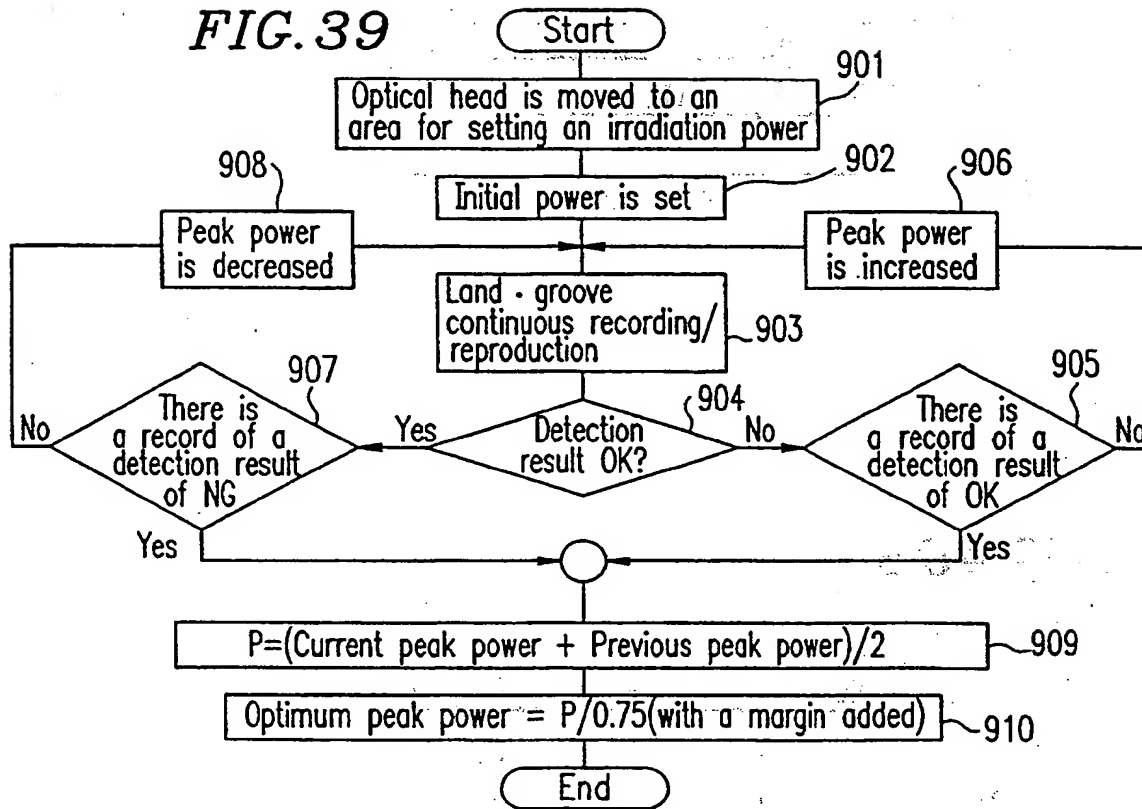 FIG. 39
Start
901
Optical head is moved to an
area for setting an irradiation power
902
Initial power is set
908
Peak power
is decreased
906
Peak power
is increased
Land · groove
continuous recording/
reproduction
903
907
There is
a record of a
detection result
of NG
No
Yes
904
Detection
result OK?
Yes
No
905
There is
a record of a
detection result
of OK
No
Yes
P=(Current peak power + Previous peak power)/2
909
Optimum peak power = P/0.75(with a margin added)
910
End